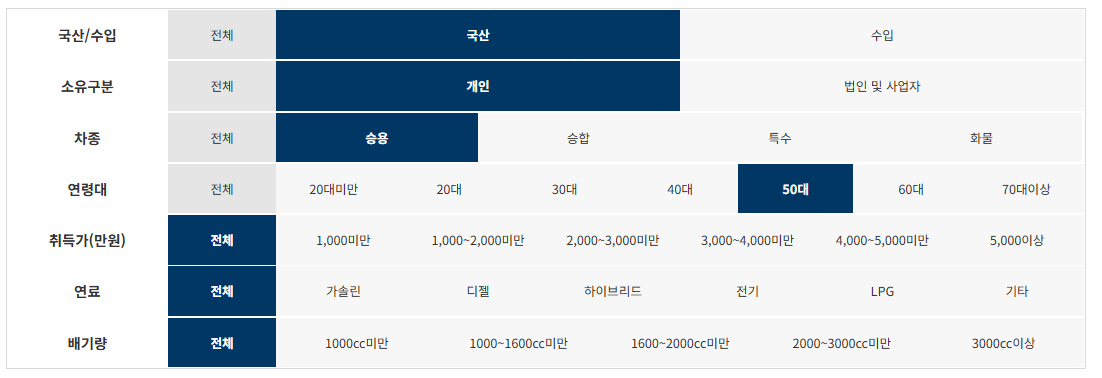 국산/수입 전체 국산 수입
소유구분 전체 개인 법인 및 사업자
차종 전체 승용 승합 특수 화물
연령대 전체 20대미만 20대 30대 40대 50대 60대 70대이상
취득가(만원) 전체 1,000미만 1,000~2,000미만 2,000~3,000미만 3,000~4,000미만 4,000~5,000미만 5,000이상
연료 전체 가솔린 디젤 하이브리드 전기 LPG 기타
배기량 전체 1000cc미만 1000~1600cc미만 1600~2000cc미만 2000~3000cc미만 3000cc이상